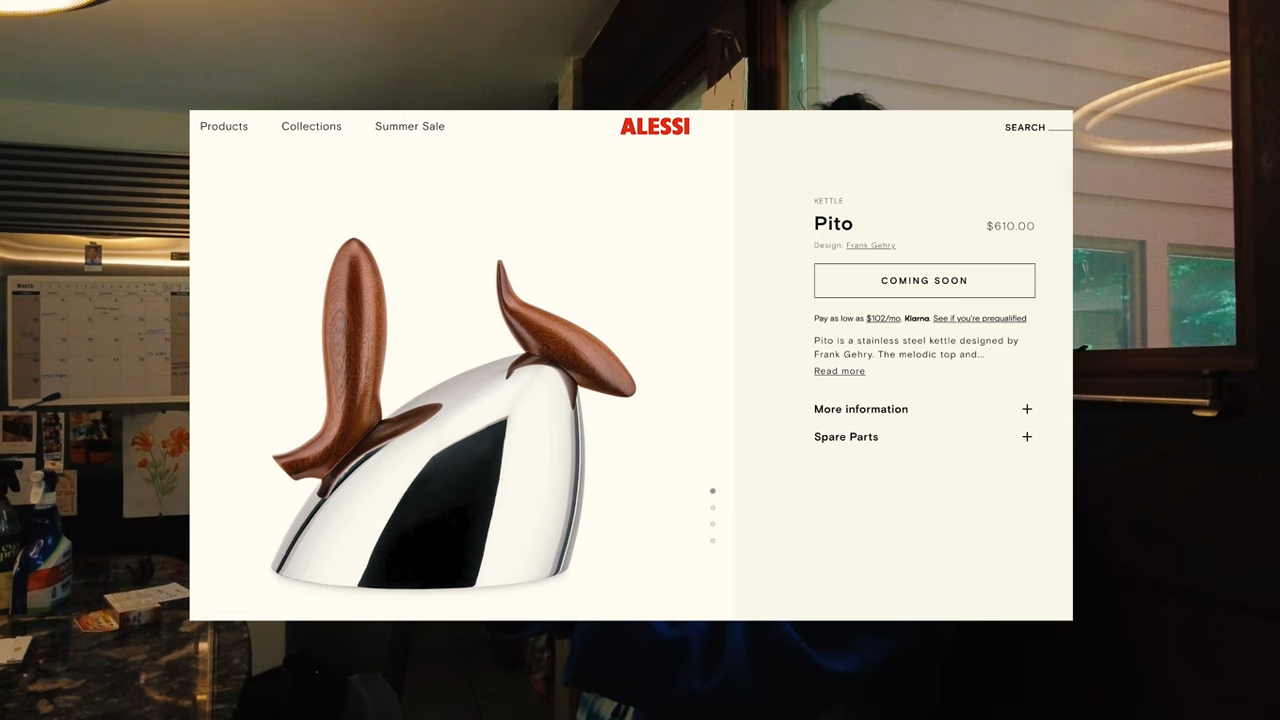 Products
Collections
Summer Sale
ALESSI
SEARCH
KETTLE
Pito
$610.00
Design: Frank Gehry
COMING SOON
Pay as low as $102/mo. Klarna. See if you're prequalified
Pito is a stainless steel kettle designed by
Frank Gehry. The melodic top and...
Read more
More information
Spare Parts